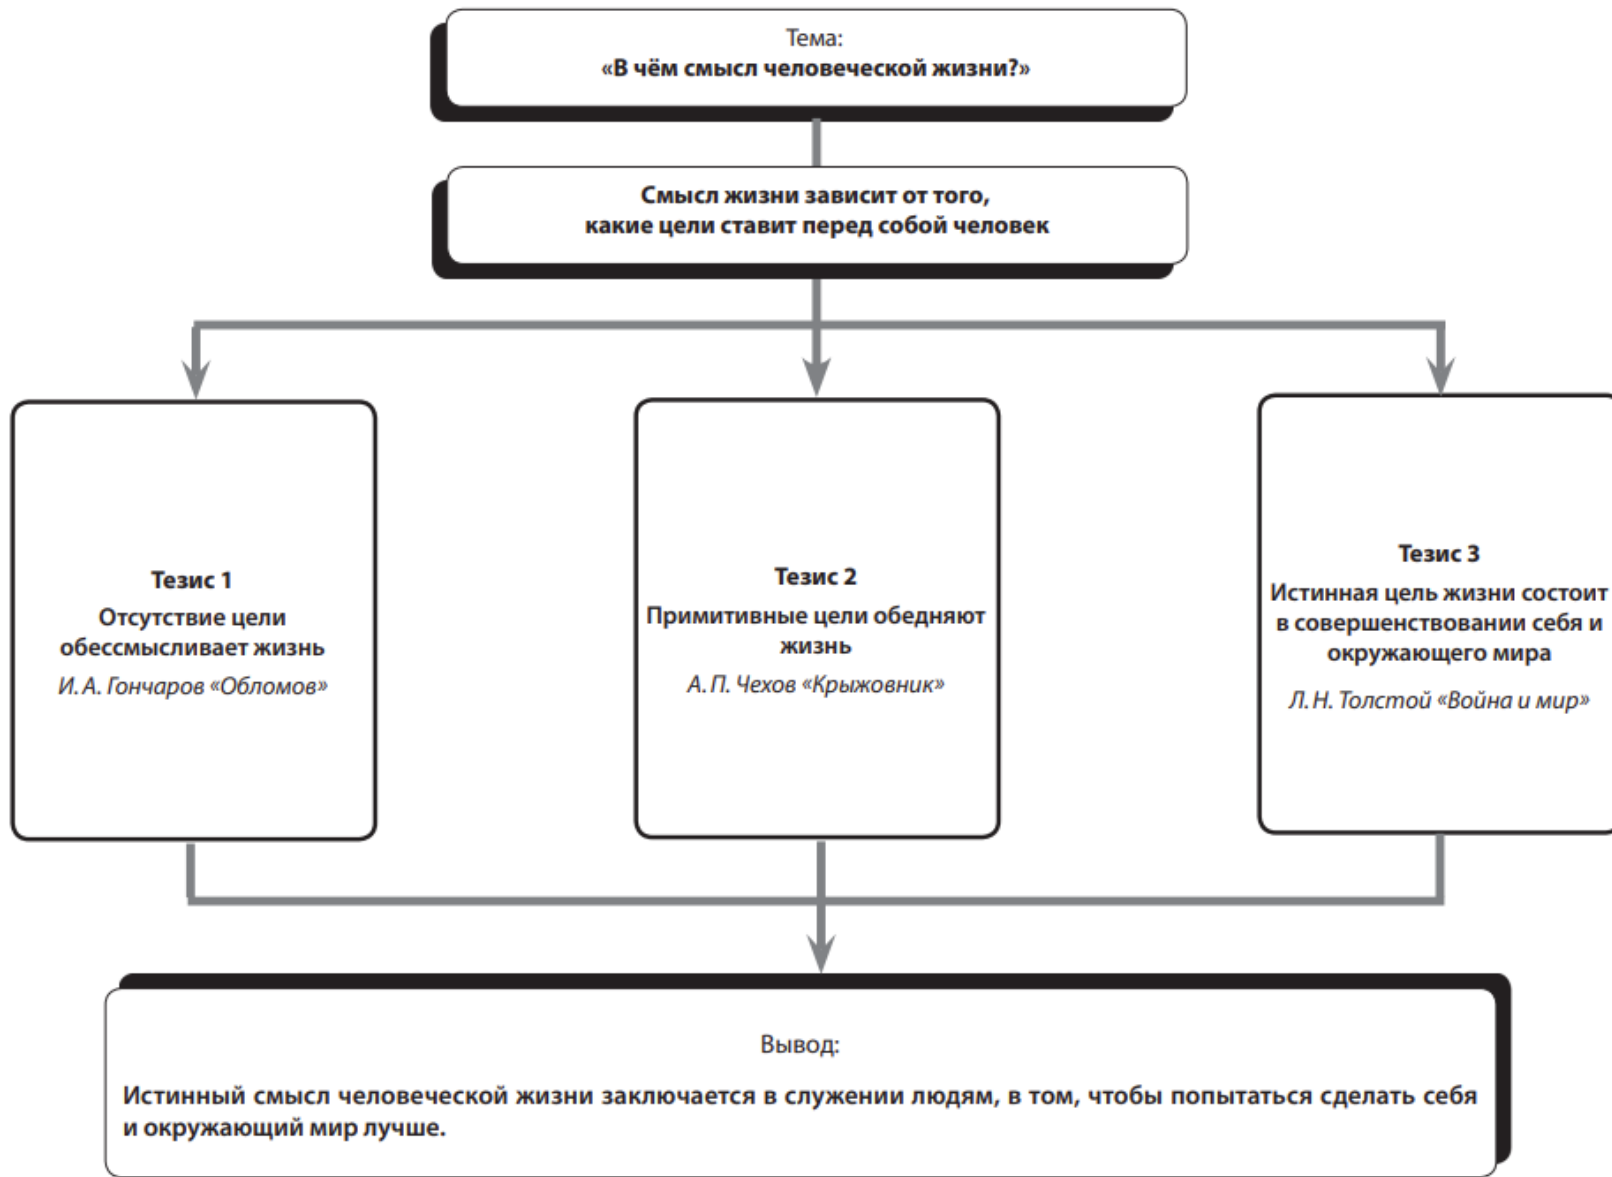 Тема:
«В чём смысл человеческой жизни?»
Смысл жизни зависит от того,
какие цели ставит перед собой человек
Тезис 1
Отсутствие цели
обессмысливает жизнь
И. А. Гончаров «Обломов»
Тезис 2
Примитивные цели обедняют
жизнь
А. П. Чехов «Крыжовник»
Тезис 3
Истинная цель жизни состоит
в совершенствовании себя и
окружающего мира
Л. Н. Толстой «Война и мир»
Вывод:
Истинный смысл человеческой жизни заключается в служении людям, в том, чтобы попытаться сделать себя
и окружающий мир лучше.